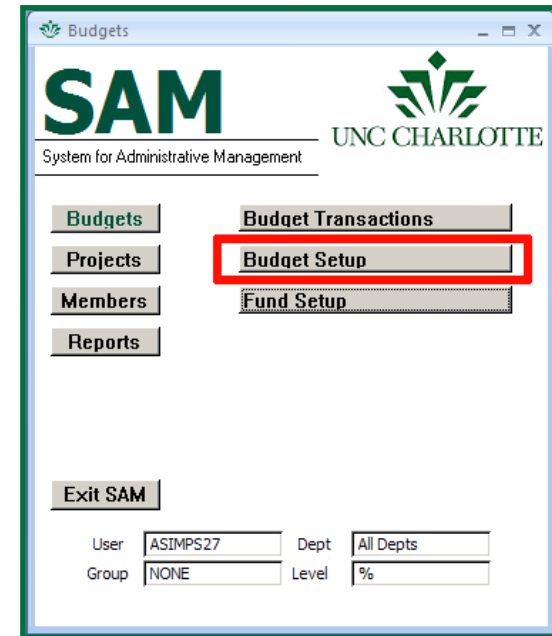 Budgets
SAM
UNC CHARLOTTE
System for Administrative Management
Budgets Budget Transactions
Projects Budget Setup
Members Fund Setup
Reports
Exit SAM
User ASIMPS27 Dept All Depts
Group NONE Level %